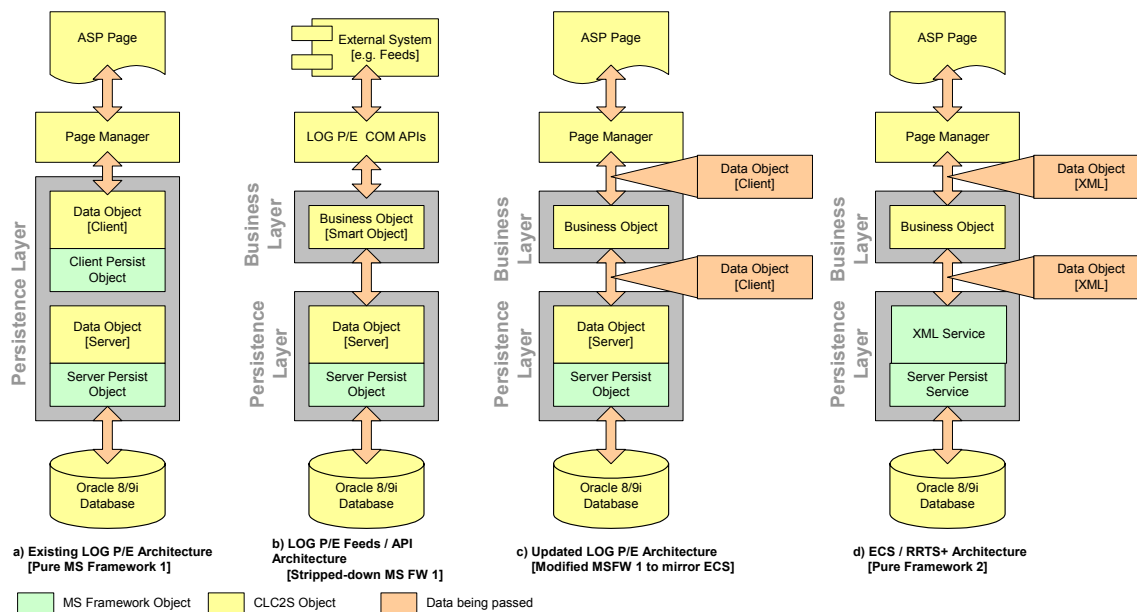 ASP Page
Page Manager
Persistence Layer
Data Object
[Client]
Client Persist
Object
Data Object
[Server]
Server Persist
Object
Oracle 8/9i
Database
a) Existing LOG P/E Architecture
[Pure MS Framework 1]
External System
[e.g. Feeds]
LOG P/E  COM APIs
Business
Layer
Business Object
[Smart Object]
Persistence
Layer
Data Object
[Server]
Server Persist
Object
Oracle 8/9i
Database
b) LOG P/E Feeds / API
Architecture
[Stripped-down MS FW 1]
ASP Page
Page Manager
Data Object
[Client]
Business
Layer
Business Object
Data Object
[Client]
Persistence
Layer
Data Object
[Server]
Server Persist
Object
Oracle 8/9i
Database
c) Updated LOG P/E Architecture
[Modified MSFW 1 to mirror ECS]
ASP Page
Page Manager
Data Object
[XML]
Business
Layer
Business Object
Data Object
[XML]
Persistence
Layer
XML Service
Server Persist
Service
Oracle 8/9i
Database
d) ECS / RRTS+ Architecture
[Pure Framework 2]
MS Framework Object
CLC2S Object
Data being passed